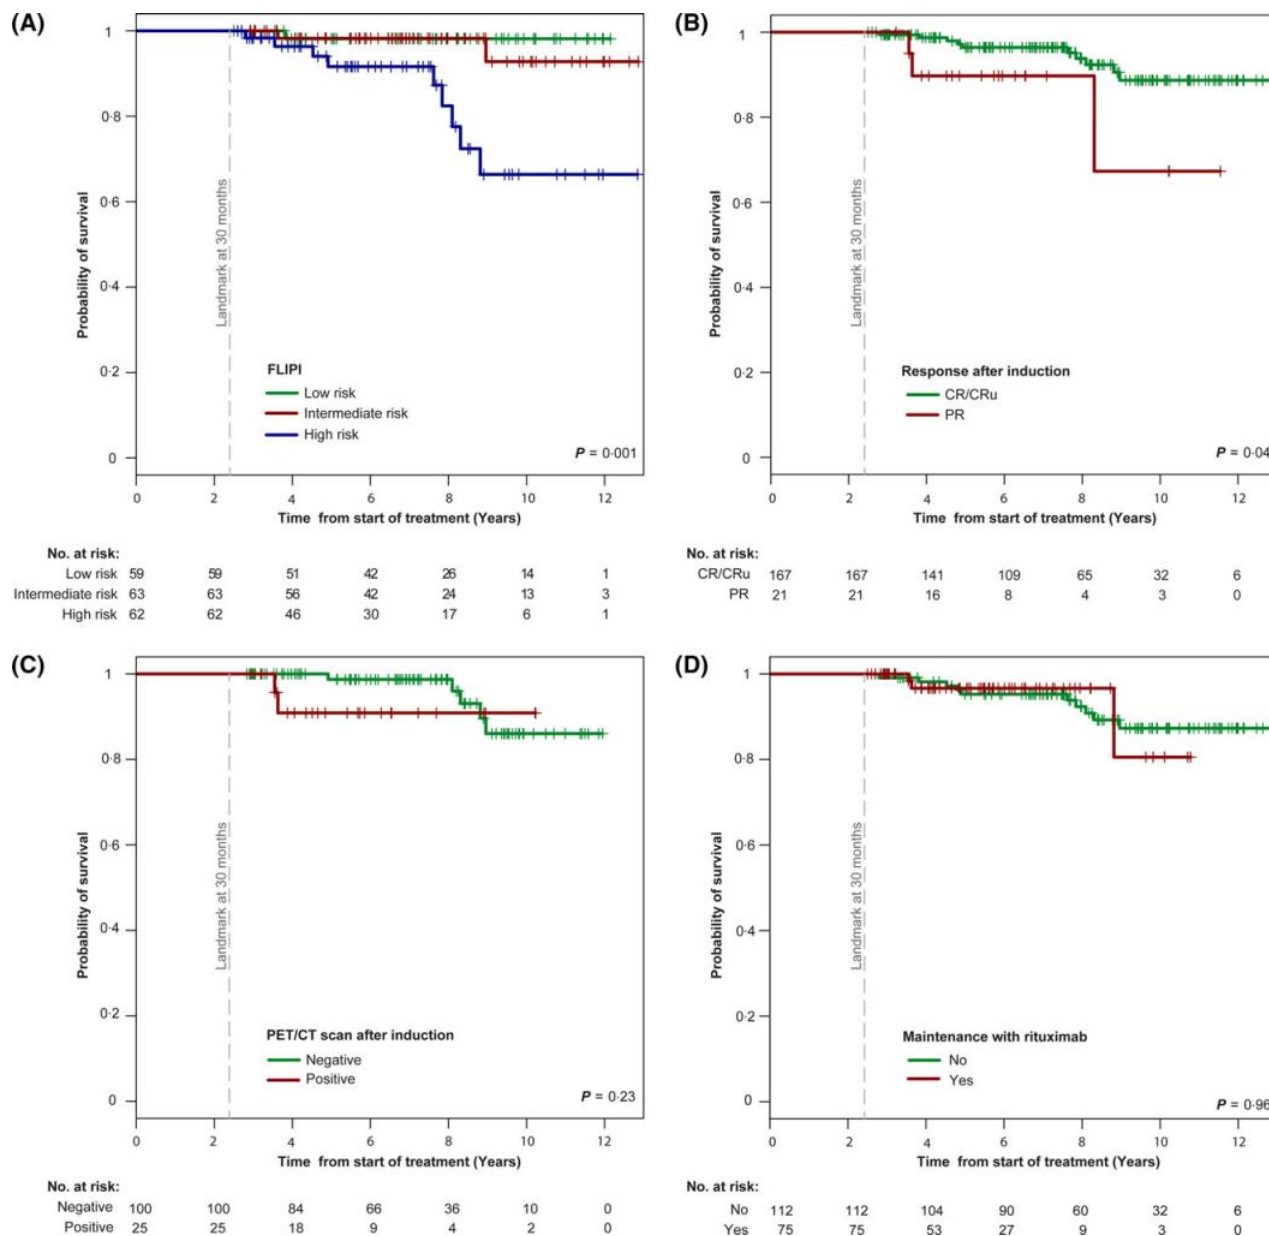 (A)
1
0·8
0·6
0·4
0·2
0
Probability of survival
Landmark at 30 months
FLIPI
Low risk
Intermediate risk
High risk
P = 0·001
0 2 4 6 8 10 12
Time from start of treatment (Years)
No. at risk:
Low risk 59 59 51 42 26 14 1
Intermediate risk 63 63 56 42 24 13 3
High risk 62 62 46 30 17 6 1
(B)
1
0·8
0·6
0·4
0·2
0
Probability of survival
Landmark at 30 months
Response after induction
CR/CRu
PR
P = 0·04
0 2 4 6 8 10 12
Time from start of treatment (Years)
No. at risk:
CR/CRu 167 167 141 109 65 32 6
PR 21 21 16 8 4 3 0
(C)
1
0·8
0·6
0·4
0·2
0
Probability of survival
Landmark at 30 months
PET/CT scan after induction
Negative
Positive
P = 0·23
0 2 4 6 8 10 12
Time from start of treatment (Years)
No. at risk:
Negative 100 100 84 66 36 10 0
Positive 25 25 18 9 4 2 0
(D)
1
0·8
0·6
0·4
0·2
0
Probability of survival
Landmark at 30 months
Maintenance with rituximab
No
Yes
P = 0·96
0 2 4 6 8 10 12
Time from start of treatment (Years)
No. at risk:
No 112 112 104 90 60 32 6
Yes 75 75 53 27 9 3 0